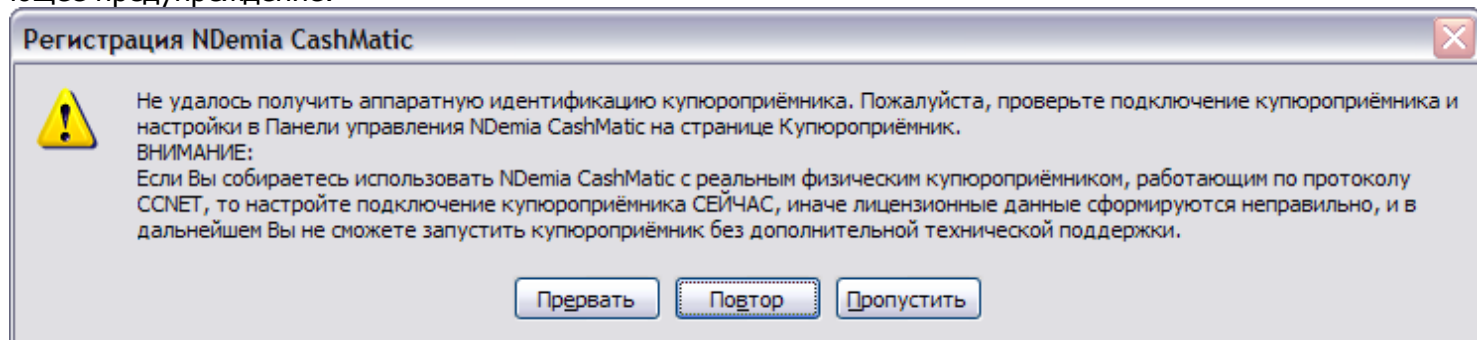 ющее предупреждение:
Регистрация NDemia CashMatic
Не удалось получить аппаратную идентификацию купюроприёмника. Пожалуйста, проверьте подключение купюроприёмника и
настройки в Панели управления NDemia CashMatic на странице Купюроприёмник.
ВНИМАНИЕ:
Если Вы собираетесь использовать NDemia CashMatic с реальным физическим купюроприёмником, работающим по протоколу
CCNET, то настройте подключение купюроприёмника СЕЙЧАС, иначе лицензионные данные сформируются неправильно, и в
дальнейшем Вы не сможете запустить купюроприёмник без дополнительной технической поддержки.
Прервать Повтор Пропустить